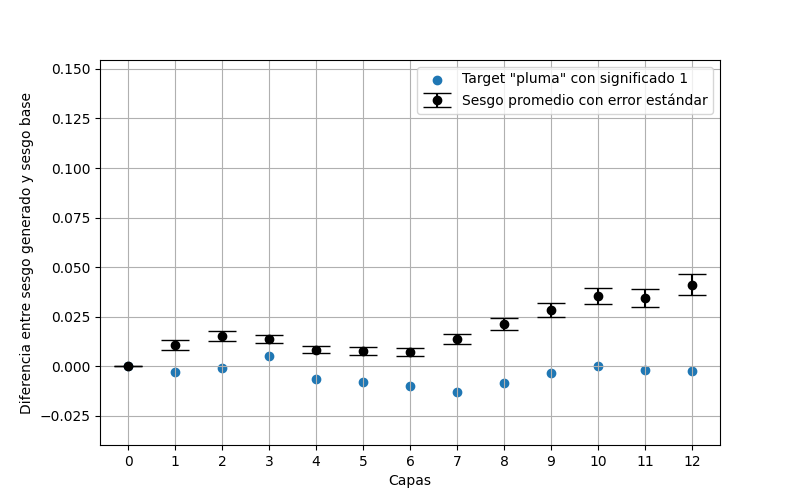 0.150
0.125
0.100
0.075
0.050
0.025
0.000
−0.025
Diferencia entre sesgo generado y sesgo base
Target "pluma" con significado 1
Sesgo promedio con error estándar
0 1 2 3 4 5 6 7 8 9 10 11 12
Capas